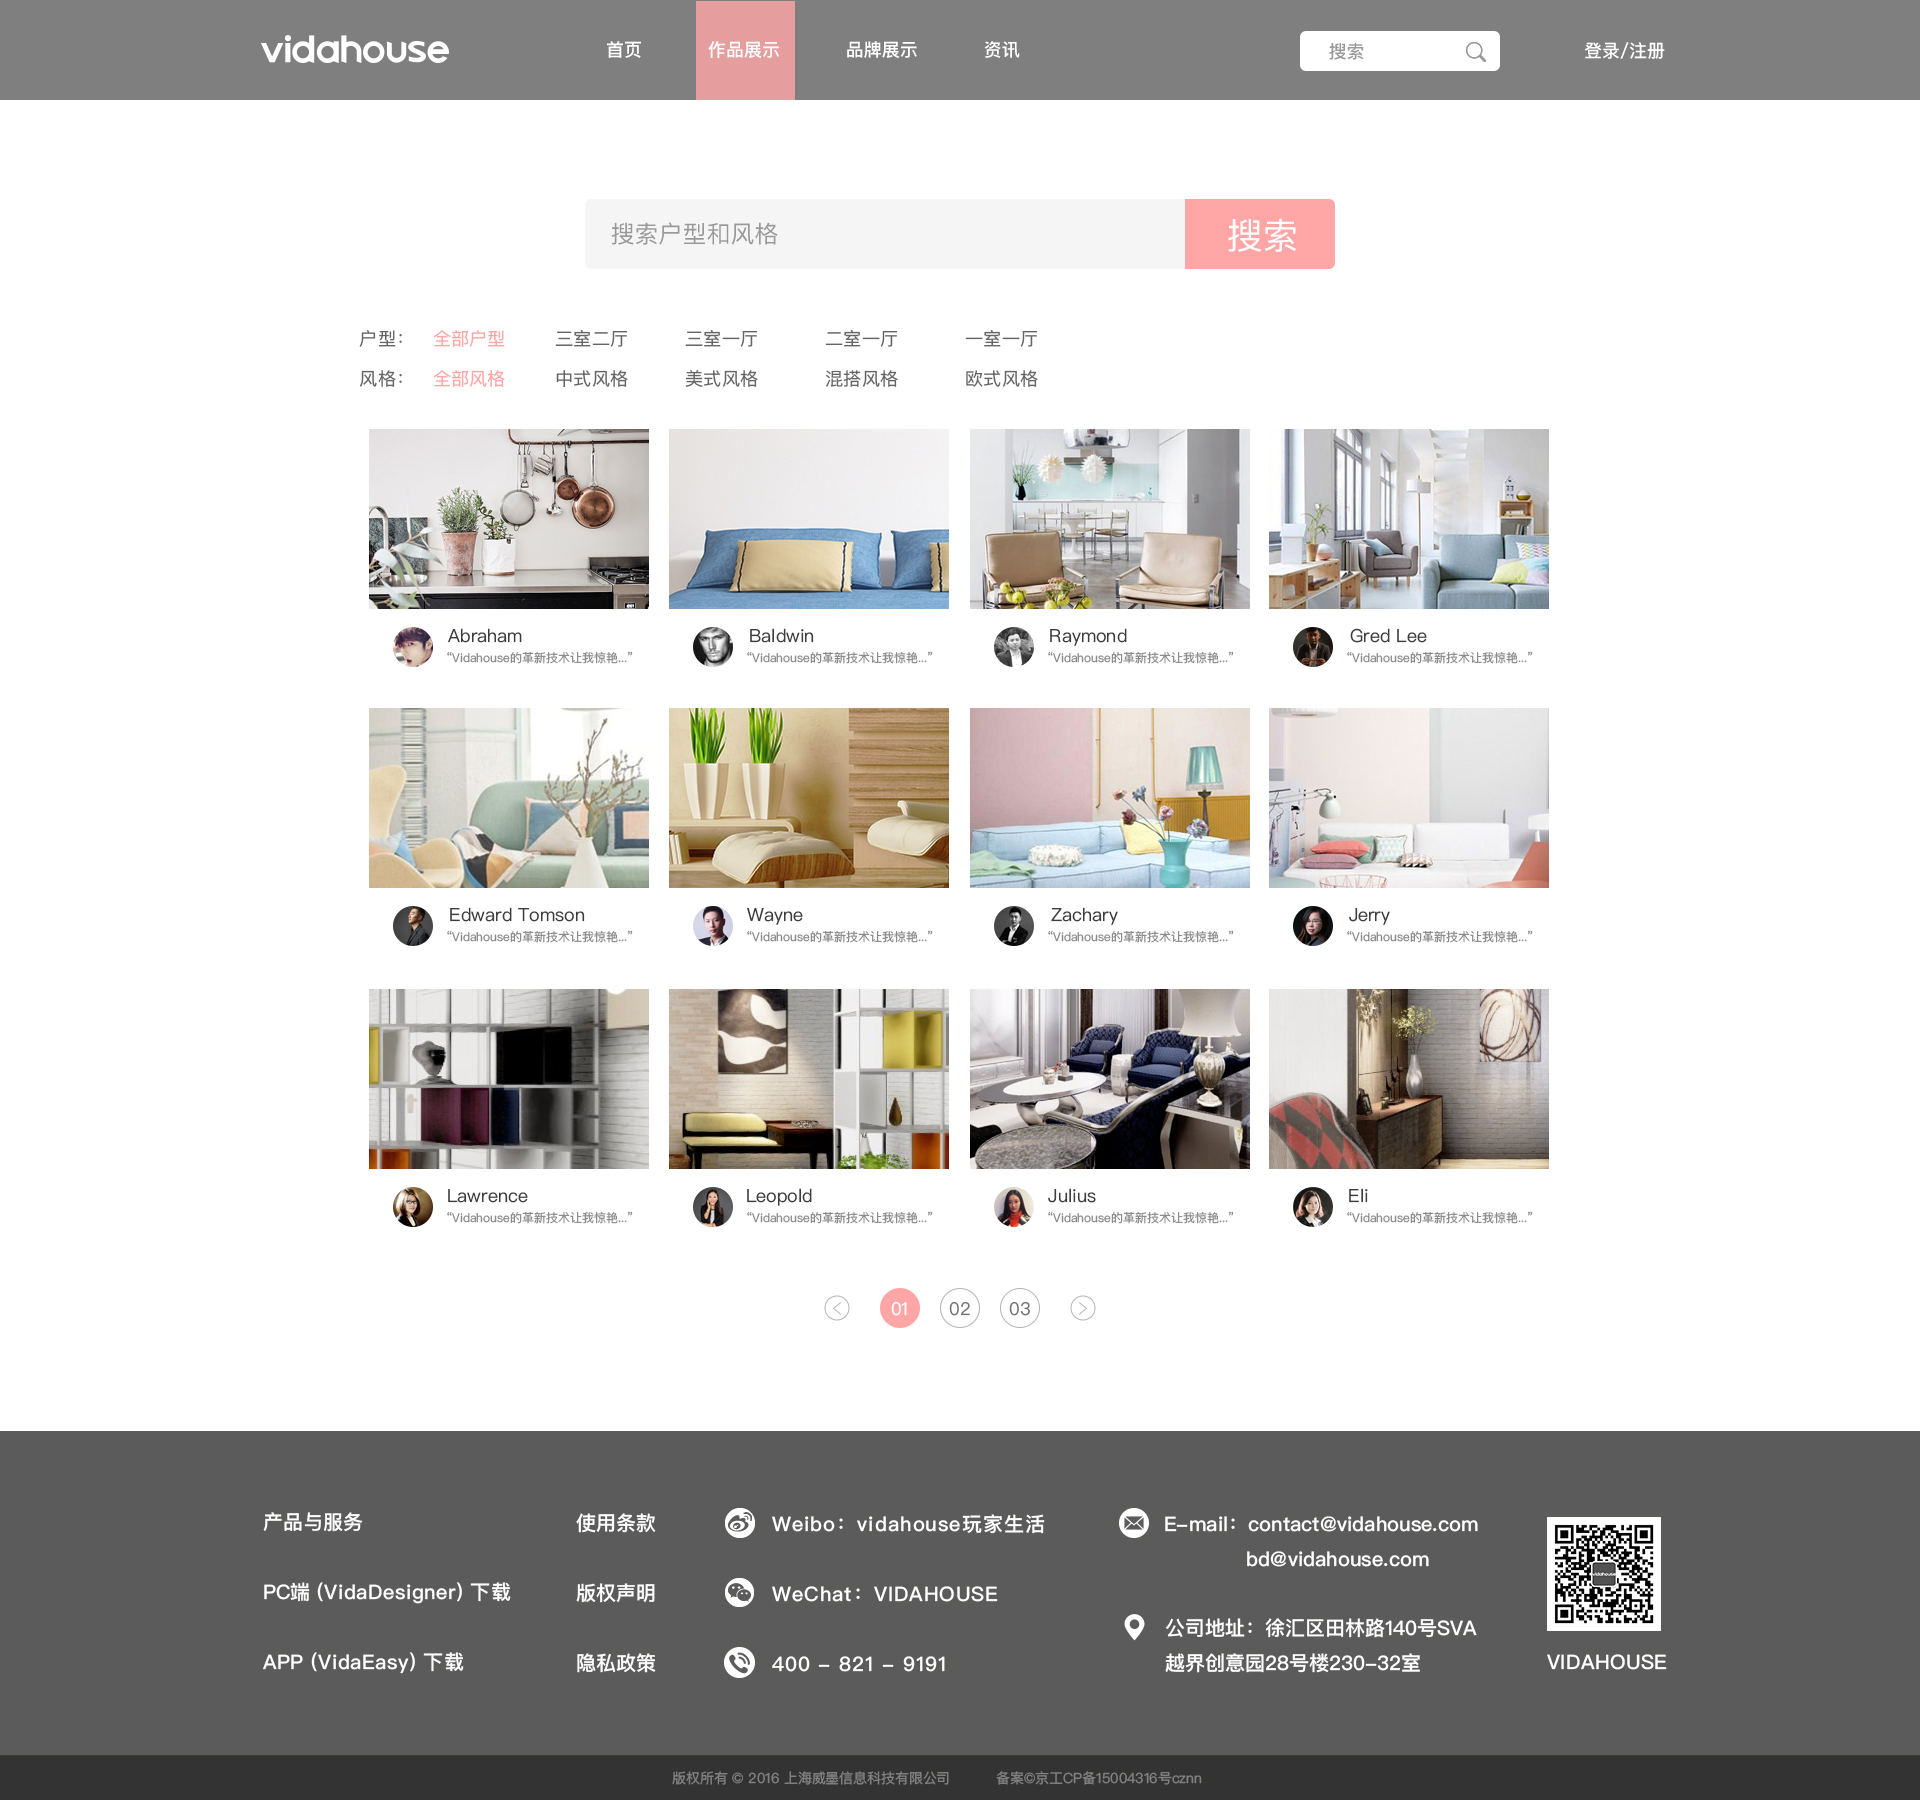 vidahouse
首页 作品展示 品牌展示 资讯 搜索 登录/注册
搜索户型和风格 搜索
户型： 全部户型 三室二厅 三室一厅 二室一厅 一室一厅
风格： 全部风格 中式风格 美式风格 混搭风格 欧式风格
Abraham
“Vidahouse的革新技术让我惊艳...”
Baldwin
“Vidahouse的革新技术让我惊艳...”
Raymond
“Vidahouse的革新技术让我惊艳...”
Gred Lee
“Vidahouse的革新技术让我惊艳...”
Edward Tomson
“Vidahouse的革新技术让我惊艳...”
Wayne
“Vidahouse的革新技术让我惊艳...”
Zachary
“Vidahouse的革新技术让我惊艳...”
Jerry
“Vidahouse的革新技术让我惊艳...”
Lawrence
“Vidahouse的革新技术让我惊艳...”
Leopold
“Vidahouse的革新技术让我惊艳...”
Julius
“Vidahouse的革新技术让我惊艳...”
Eli
“Vidahouse的革新技术让我惊艳...”
< 01 02 03 >
产品与服务
PC端 (VidaDesigner) 下载
APP (VidaEasy) 下载
使用条款
版权声明
隐私政策
Weibo：vidahouse玩家生活
WeChat：VIDAHOUSE
400 - 821 - 9191
E-mail：contact@vidahouse.com
bd@vidahouse.com
公司地址：徐汇区田林路140号SVA
越界创意园28号楼230-32室
vidahouse
VIDAHOUSE
版权所有 © 2016 上海威墨信息科技有限公司 备案©京工CP备15004316号cznn